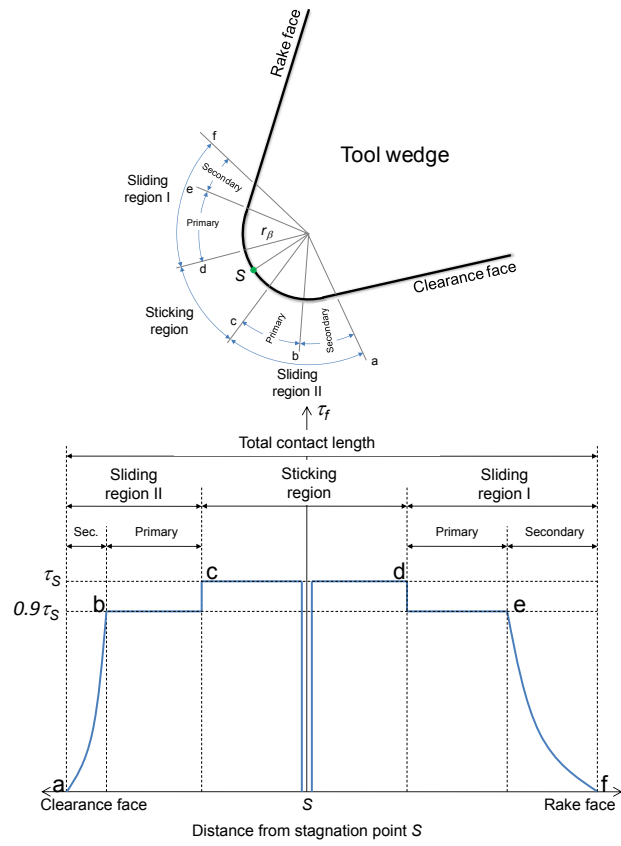 Rake face
f
Tool wedge
Secondary
Sliding
region I
e
Primary
r_β
d
S
Clearance face
Sticking
region
c
Primary
Secondary
b
a
Sliding
region II
τ_f
Total contact length
Sliding
region II
Sticking
region
Sliding
region I
Sec.
Primary
Primary
Secondary
τ_S
c
d
0.9τ_S
b
e
a
f
Clearance face
S
Rake face
Distance from stagnation point S